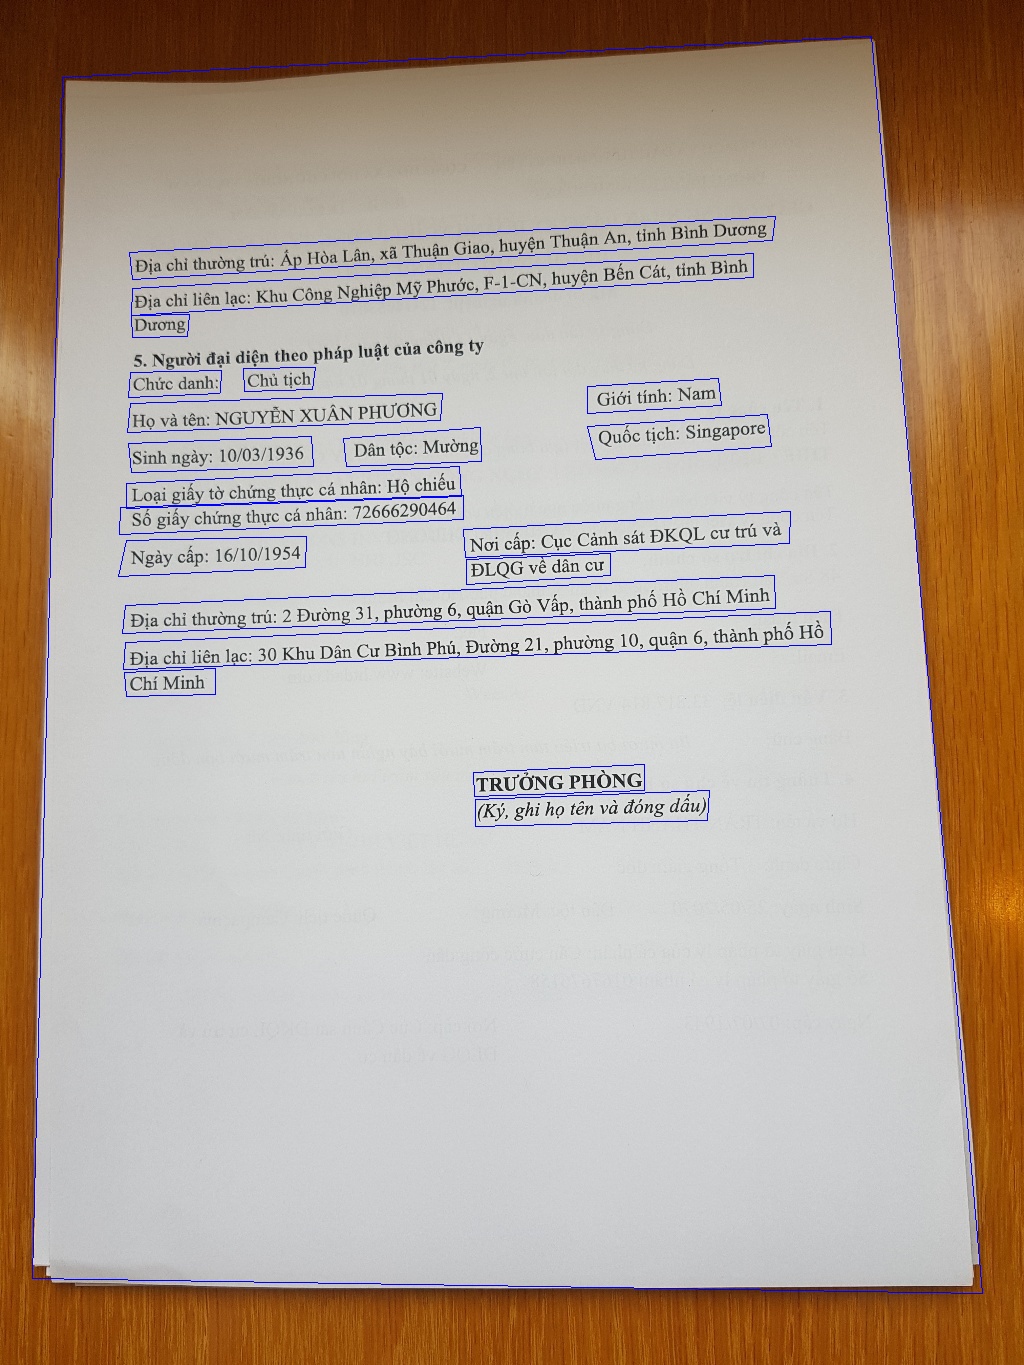 Địa chỉ thường trú: Ấp Hòa Lân, xã Thuận Giao, huyện Thuận An, tỉnh Bình Dương
Địa chỉ liên lạc: Khu Công Nghiệp Mỹ Phước, F-1-CN, huyện Bến Cát, tỉnh Bình
Dương
5. Người đại diện theo pháp luật của công ty
Chức danh: Chủ tịch
Họ và tên: NGUYỄN XUÂN PHƯƠNG Giới tính: Nam
Sinh ngày: 10/03/1936 Dân tộc: Mường Quốc tịch: Singapore
Loại giấy tờ chứng thực cá nhân: Hộ chiếu
Số giấy chứng thực cá nhân: 72666290464
Ngày cấp: 16/10/1954 Nơi cấp: Cục Cảnh sát ĐKQL cư trú và
ĐLQG về dân cư
Địa chỉ thường trú: 2 Đường 31, phường 6, quận Gò Vấp, thành phố Hồ Chí Minh
Địa chỉ liên lạc: 30 Khu Dân Cư Bình Phú, Đường 21, phường 10, quận 6, thành phố Hồ
Chí Minh
TRƯỞNG PHÒNG
(Ký, ghi họ tên và đóng dấu)